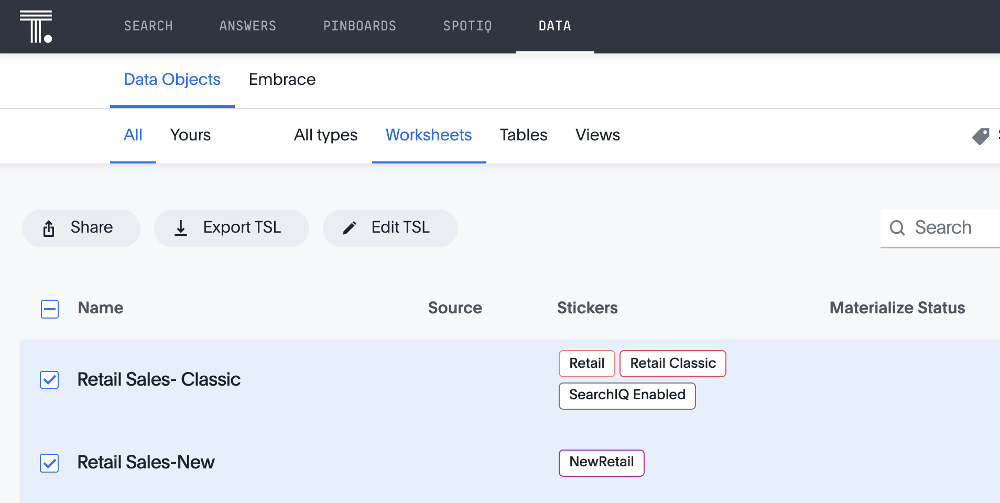 SEARCH ANSWERS PINBOARDS SPOTIQ DATA
Data Objects Embrace
All Yours All types Worksheets Tables Views
Share Export TSL Edit TSL Search
Name Source Stickers Materialize Status
Retail Sales- Classic Retail Retail Classic
SearchIQ Enabled
Retail Sales-New NewRetail